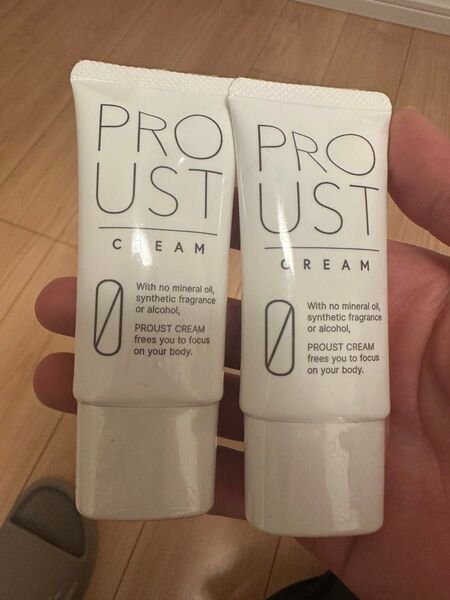 PRO
UST
CREAM
0
With no mineral oil,
synthetic fragrance
or alcohol,
PROUST CREAM
frees you to focus
on your body.
PRO
UST
CREAM
0
With no mineral oil,
synthetic fragrance
or alcohol,
PROUST CREAM
frees you to focus
on your body.